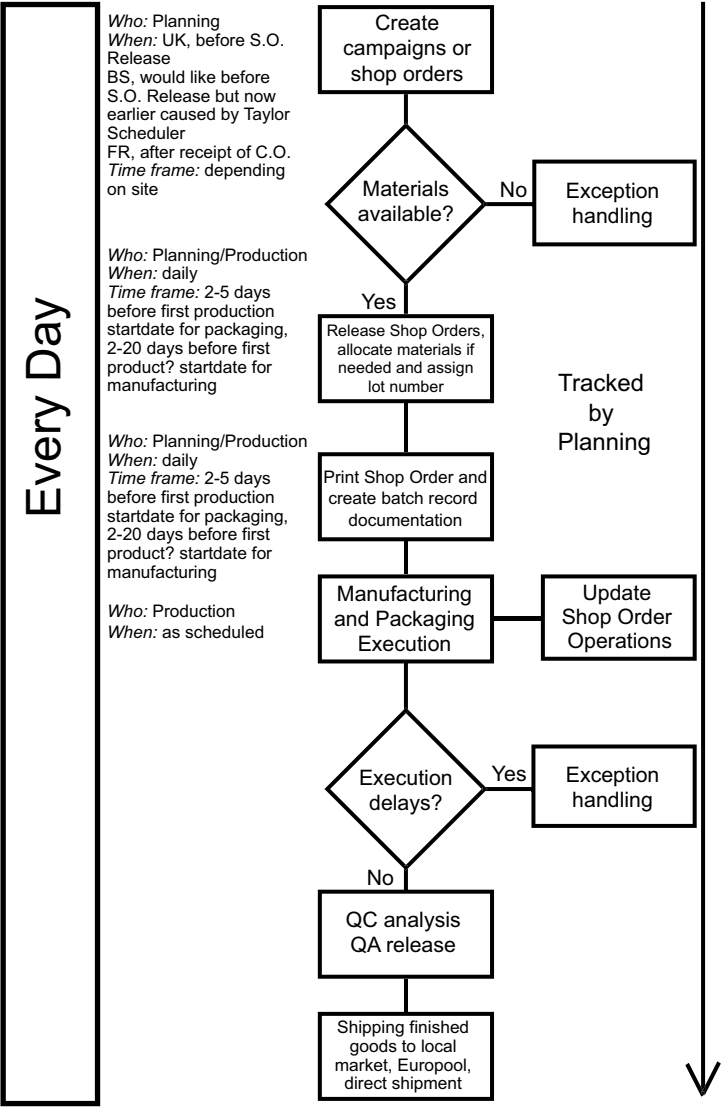 Every Day
Who: Planning
When: UK, before S.O.
Release
BS, would like before
S.O. Release but now
earlier caused by Taylor
Scheduler
FR, after receipt of C.O.
Time frame: depending
on site
Create
campaigns or
shop orders
Materials
available?
No
Exception
handling
Yes
Who: Planning/Production
When: daily
Time frame: 2-5 days
before first production
startdate for packaging,
2-20 days before first
product? startdate for
manufacturing
Release Shop Orders,
allocate materials if
needed and assign
lot number
Tracked
by
Planning
Who: Planning/Production
When: daily
Time frame: 2-5 days
before first production
startdate for packaging,
2-20 days before first
product? startdate for
manufacturing
Print Shop Order and
create batch record
documentation
Who: Production
When: as scheduled
Manufacturing
and Packaging
Execution
Update
Shop Order
Operations
Execution
delays?
Yes
Exception
handling
No
QC analysis
QA release
Shipping finished
goods to local
market, Europool,
direct shipment